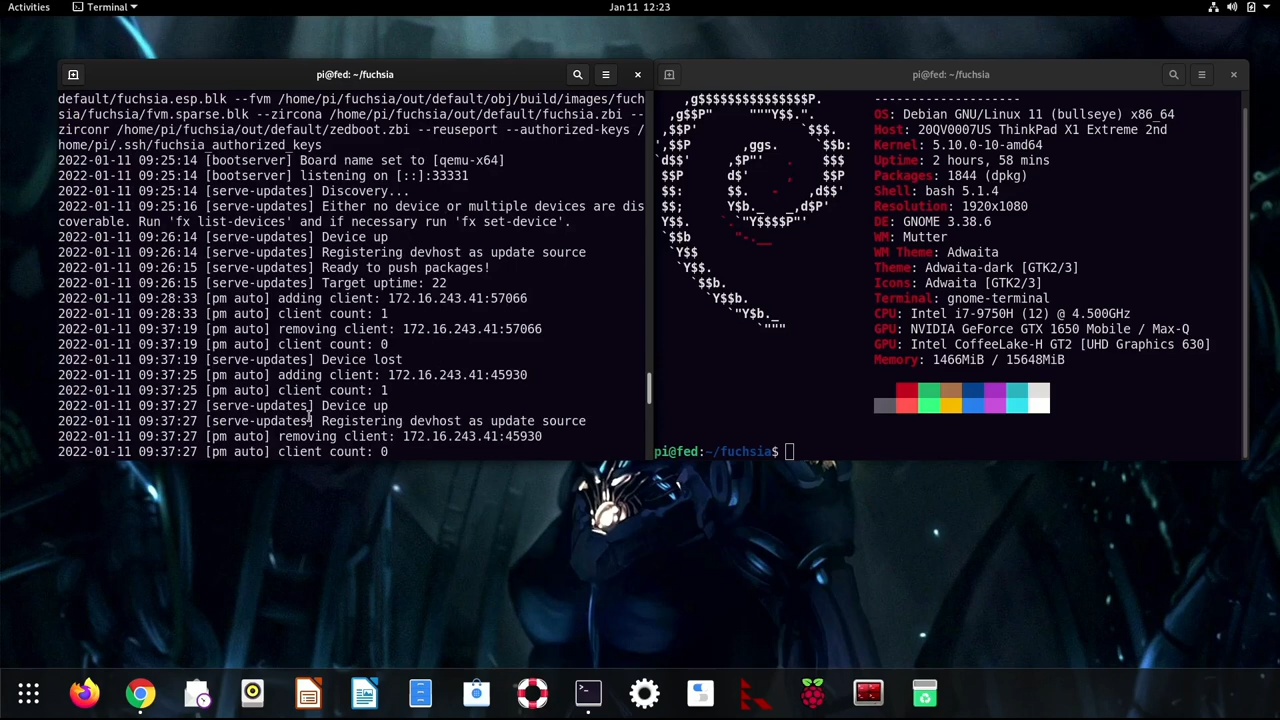 Activities
Terminal
Jan 11 12:23
pi@fed: ~/fuchsia
default/fuchsia.esp.blk --fvm /home/pi/fuchsia/out/default/obj/build/images/fuch
sia/fuchsia/fvm.sparse.blk --zircona /home/pi/fuchsia/out/default/fuchsia.zbi --
zirconr /home/pi/fuchsia/out/default/zedboot.zbi --reuseport --authorized-keys /
home/pi/.ssh/fuchsia_authorized_keys
2022-01-11 09:25:14 [bootserver] Board name set to [qemu-x64]
2022-01-11 09:25:14 [bootserver] listening on [::]:33331
2022-01-11 09:25:14 [serve-updates] Discovery...
2022-01-11 09:25:16 [serve-updates] Either no device or multiple devices are dis
coverable. Run 'fx list-devices' and if necessary run 'fx set-device'.
2022-01-11 09:26:14 [serve-updates] Device up
2022-01-11 09:26:14 [serve-updates] Registering devhost as update source
2022-01-11 09:26:15 [serve-updates] Ready to push packages!
2022-01-11 09:26:15 [serve-updates] Target uptime: 22
2022-01-11 09:28:33 [pm auto] adding client: 172.16.243.41:57066
2022-01-11 09:28:33 [pm auto] client count: 1
2022-01-11 09:37:19 [pm auto] removing client: 172.16.243.41:57066
2022-01-11 09:37:19 [pm auto] client count: 0
2022-01-11 09:37:19 [serve-updates] Device lost
2022-01-11 09:37:25 [pm auto] adding client: 172.16.243.41:45930
2022-01-11 09:37:25 [pm auto] client count: 1
2022-01-11 09:37:27 [serve-updates] Device up
2022-01-11 09:37:27 [serve-updates] Registering devhost as update source
2022-01-11 09:37:27 [pm auto] removing client: 172.16.243.41:45930
2022-01-11 09:37:27 [pm auto] client count: 0
pi@fed: ~/fuchsia
--------------------
OS: Debian GNU/Linux 11 (bullseye) x86_64
Host: 20QV0007US ThinkPad X1 Extreme 2nd
Kernel: 5.10.0-10-amd64
Uptime: 2 hours, 58 mins
Packages: 1844 (dpkg)
Shell: bash 5.1.4
Resolution: 1920x1080
DE: GNOME 3.38.6
WM: Mutter
WM Theme: Adwaita
Theme: Adwaita-dark [GTK2/3]
Icons: Adwaita [GTK2/3]
Terminal: gnome-terminal
CPU: Intel i7-9750H (12) @ 4.500GHz
GPU: NVIDIA GeForce GTX 1650 Mobile / Max-Q
GPU: Intel CoffeeLake-H GT2 [UHD Graphics 630]
Memory: 1466MiB / 15648MiB
pi@fed:~/fuchsia$